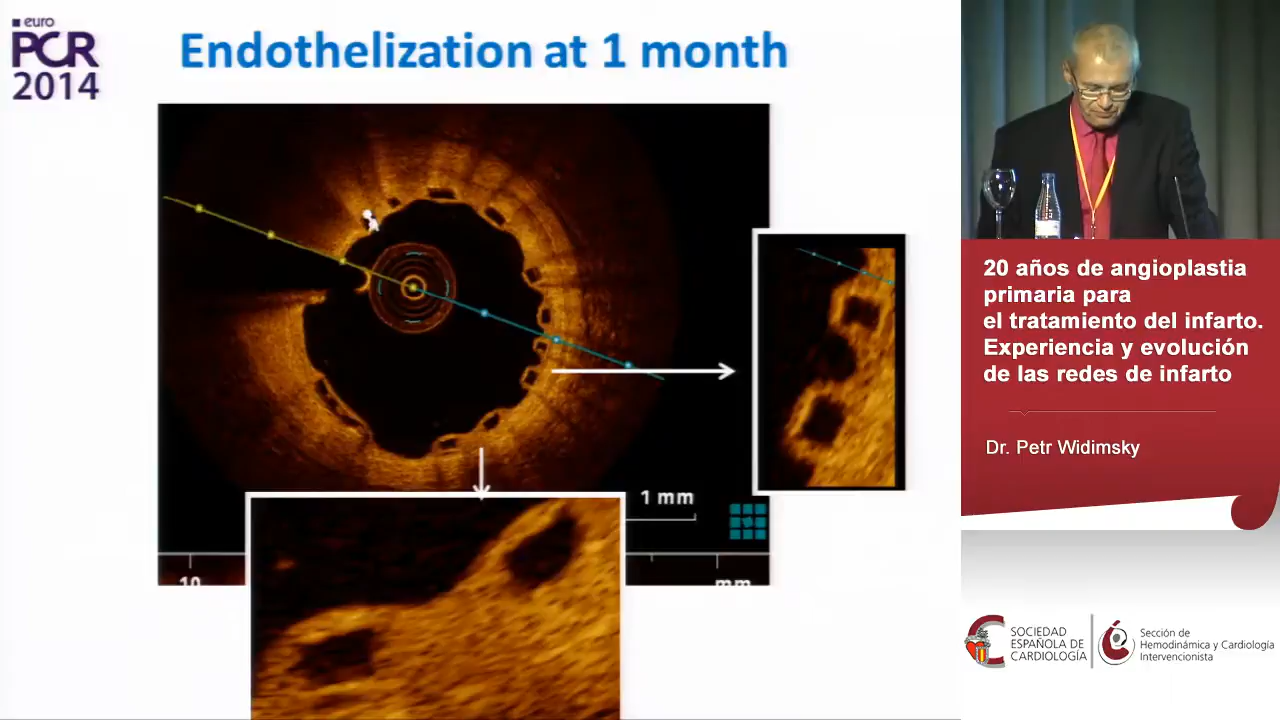 euro
PCR
2014
Endothelization at 1 month
1 mm
10
mm
20 años de angioplastia
primaria para
el tratamiento del infarto.
Experiencia y evolución
de las redes de infarto
Dr. Petr Widimsky
SOCIEDAD
ESPAÑOLA DE
CARDIOLOGÍA
Sección de
Hemodinámica y Cardiología
Intervencionista